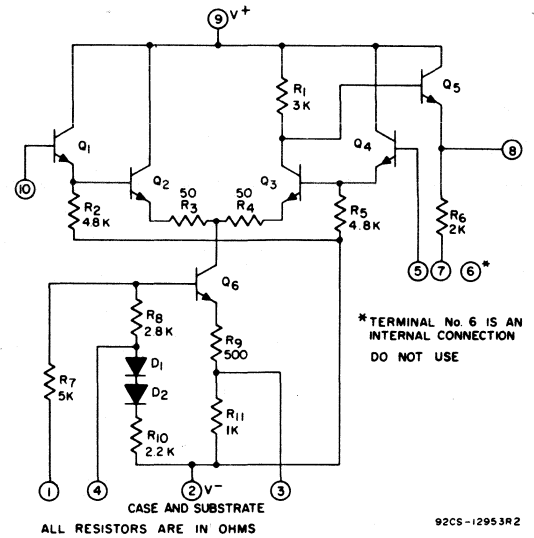 9 V+
R1
3K
Q5
Q1
Q4
8
Q2
Q3
10
50
R3
50
R4
R2
4.8K
R5
4.8K
R6
2K
5
7
6*
Q6
* TERMINAL No. 6 IS AN
INTERNAL CONNECTION
DO NOT USE
R8
2.8K
R9
500
R7
5K
D1
D2
R11
1K
R10
2.2K
1
4
2 V-
3
CASE AND SUBSTRATE
ALL RESISTORS ARE IN OHMS
92CS-12953R2